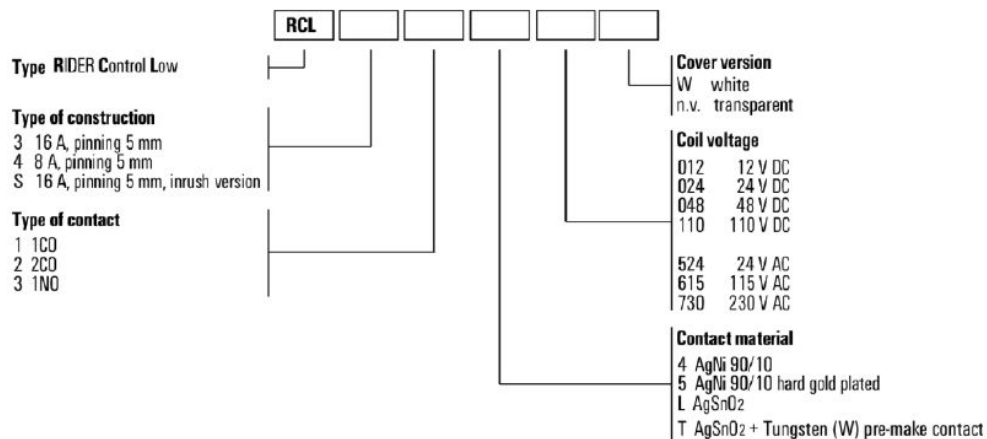 RCL
Type RIDER Control Low
Type of construction
3 16 A, pinning 5 mm
4 8 A, pinning 5 mm
S 16 A, pinning 5 mm, inrush version
Type of contact
1 1CO
2 2CO
3 1NO
Cover version
W white
n.v. transparent
Coil voltage
012 12 V DC
024 24 V DC
048 48 V DC
110 110 V DC
524 24 V AC
615 115 V AC
730 230 V AC
Contact material
4 AgNi 90/10
5 AgNi 90/10 hard gold plated
L AgSnO2
T AgSnO2 + Tungsten (W) pre-make contact